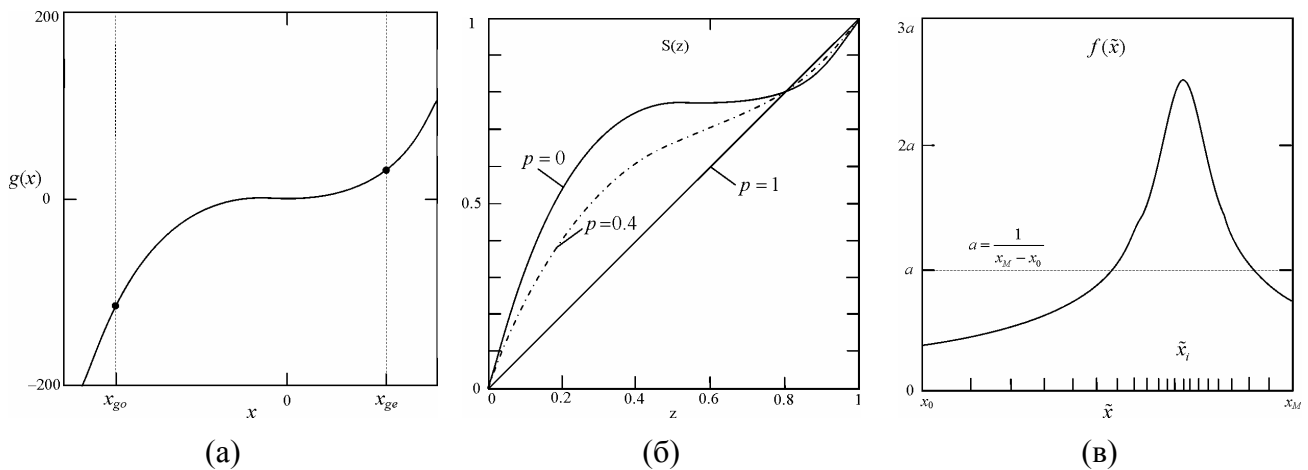 200
g(x)
0
−200
x_{go}
x
0
x_{ge}
(а)
1
S(z)
p = 0
0.5
p = 0.4
p = 1
0
0
0.2
0.4
0.6
0.8
1
z
(б)
3a
f(x̃)
2a
a = 1/(x_M − x_0)
a
x̃_i
0
x_0
x̃
x_M
(в)